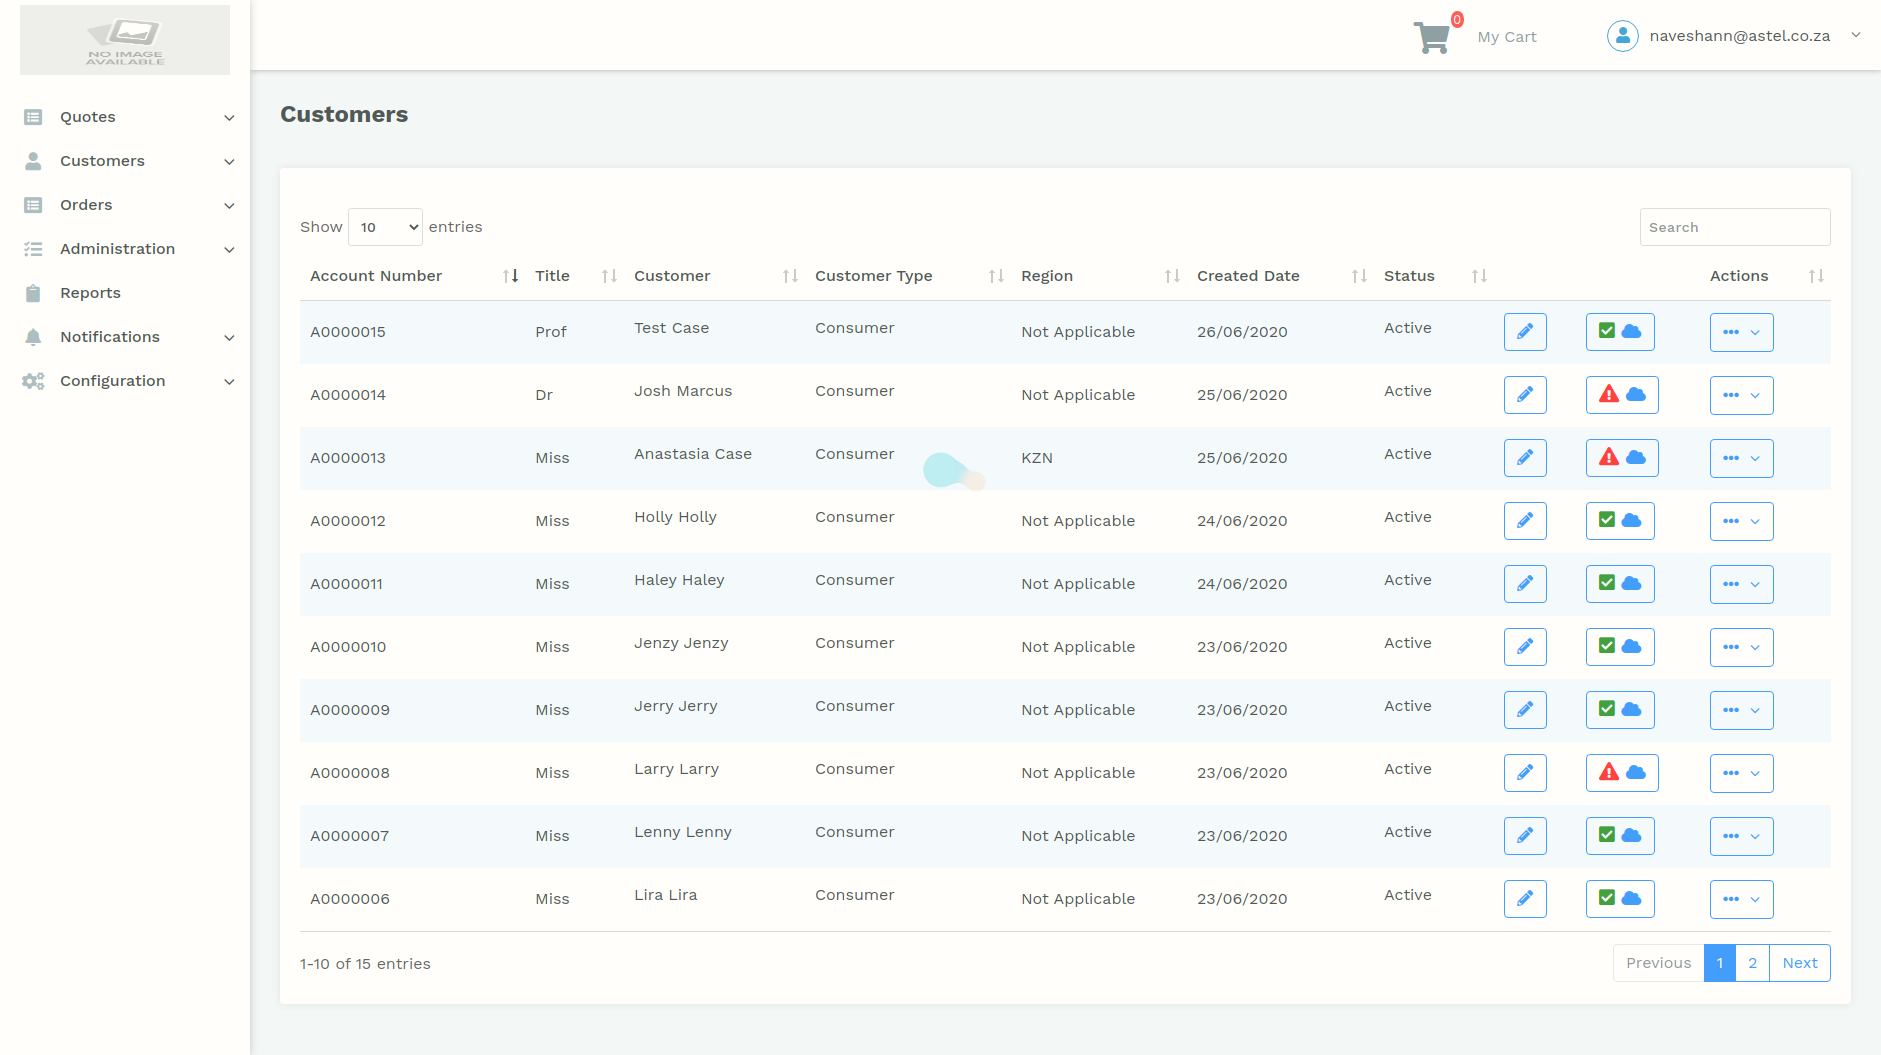 NO IMAGE
AVAILABLE
0
My Cart
naveshann@astel.co.za
Quotes
Customers
Orders
Administration
Reports
Notifications
Configuration
Customers
Show 10 entries
Search
Account Number Title Customer Customer Type Region Created Date Status Actions
A0000015 Prof Test Case Consumer Not Applicable 26/06/2020 Active
A0000014 Dr Josh Marcus Consumer Not Applicable 25/06/2020 Active
A0000013 Miss Anastasia Case Consumer KZN 25/06/2020 Active
A0000012 Miss Holly Holly Consumer Not Applicable 24/06/2020 Active
A0000011 Miss Haley Haley Consumer Not Applicable 24/06/2020 Active
A0000010 Miss Jenzy Jenzy Consumer Not Applicable 23/06/2020 Active
A0000009 Miss Jerry Jerry Consumer Not Applicable 23/06/2020 Active
A0000008 Miss Larry Larry Consumer Not Applicable 23/06/2020 Active
A0000007 Miss Lenny Lenny Consumer Not Applicable 23/06/2020 Active
A0000006 Miss Lira Lira Consumer Not Applicable 23/06/2020 Active
1-10 of 15 entries
Previous 1 2 Next